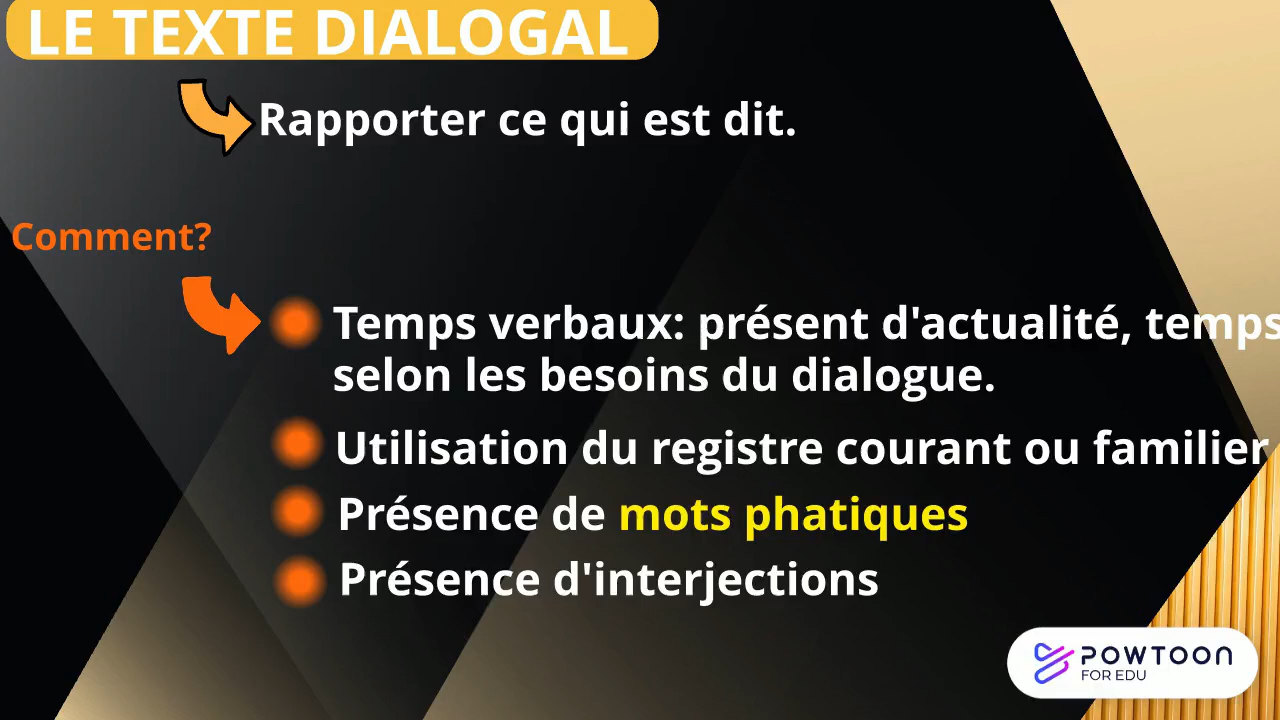 LE TEXTE DIALOGAL
Rapporter ce qui est dit.
Comment?
Temps verbaux: présent d'actualité, temps
selon les besoins du dialogue.
Utilisation du registre courant ou familier
Présence de mots phatiques
Présence d'interjections
POWTOON
FOR EDU